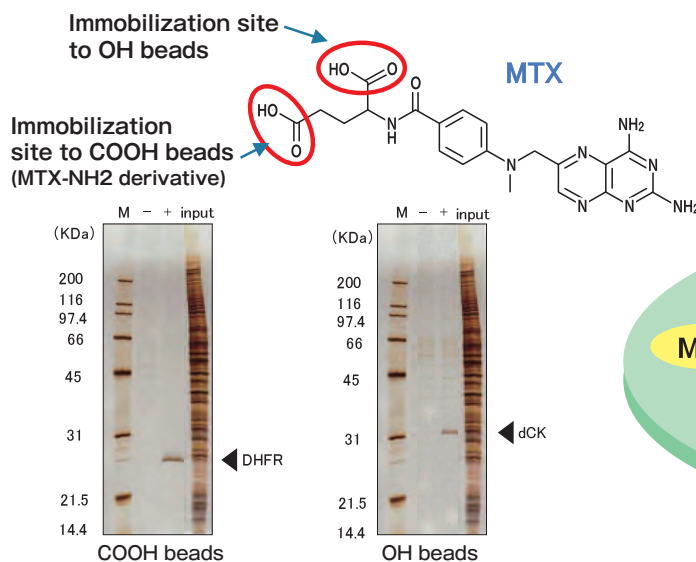 Immobilization site
to OH beads
MTX
HO
O
O
HO
O
N
H
N
N
N
N
N
NH2
NH2
Immobilization
site to COOH beads
(MTX-NH2 derivative)
M − + input
(KDa)
200
116
97.4
66
45
31
21.5
14.4
DHFR
COOH beads
M − + input
(KDa)
200
116
97.4
66
45
31
21.5
14.4
dCK
OH beads
M